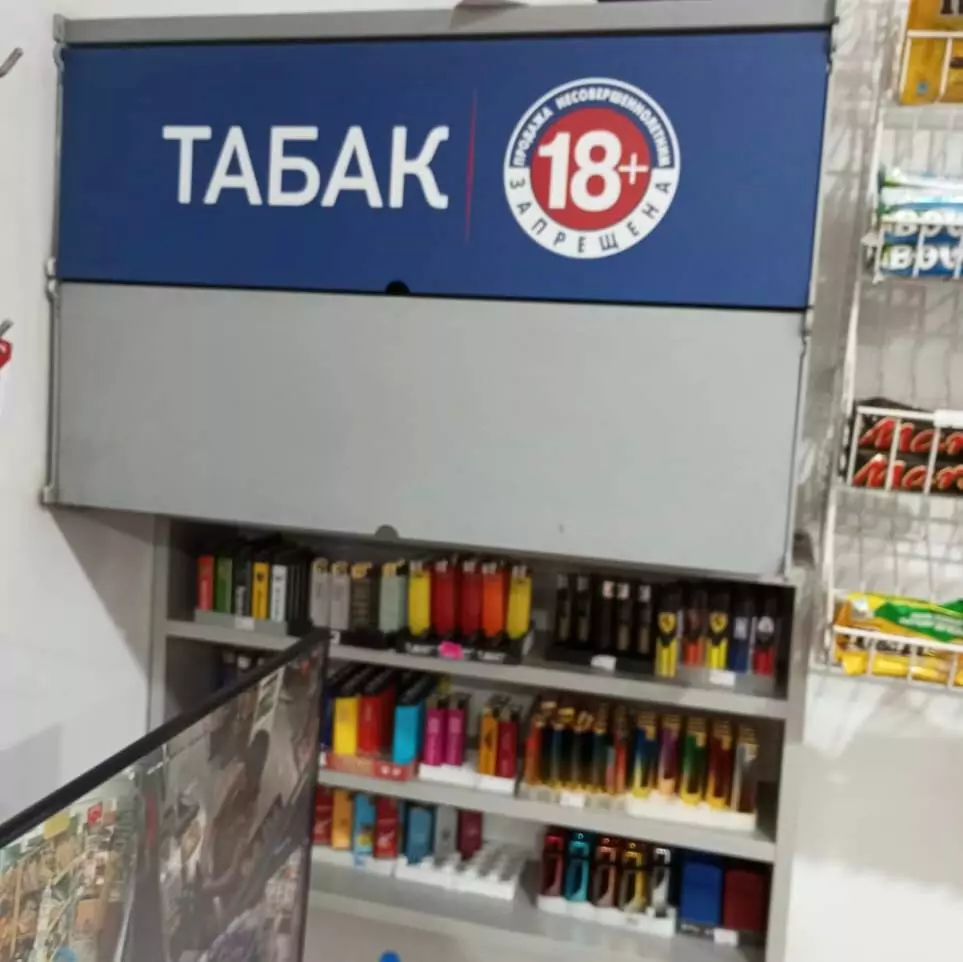 ТАБАК
ПРОДАЖА НЕСОВЕРШЕННОЛЕТНИМ
18+
ЗАПРЕЩЕНА